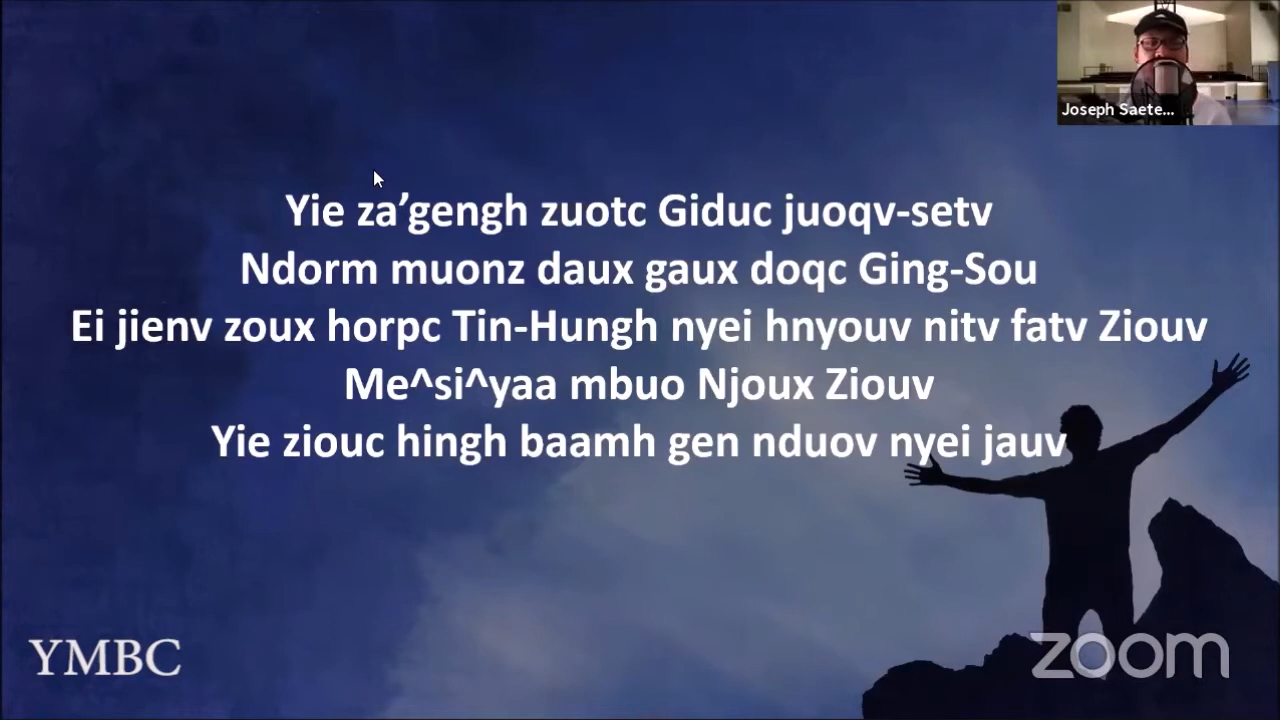 Joseph Saete...
Yie za’gengh zuotc Giduc juoqv-setv
Ndorm muonz daux gaux doqc Ging-Sou
Ei jienv zoux horpc Tin-Hungh nyei hnyouv nitv fatv Ziouv
Me^si^yaa mbuo Njoux Ziouv
Yie ziouc hingh baamh gen nduov nyei jauv
YMBC
zoom